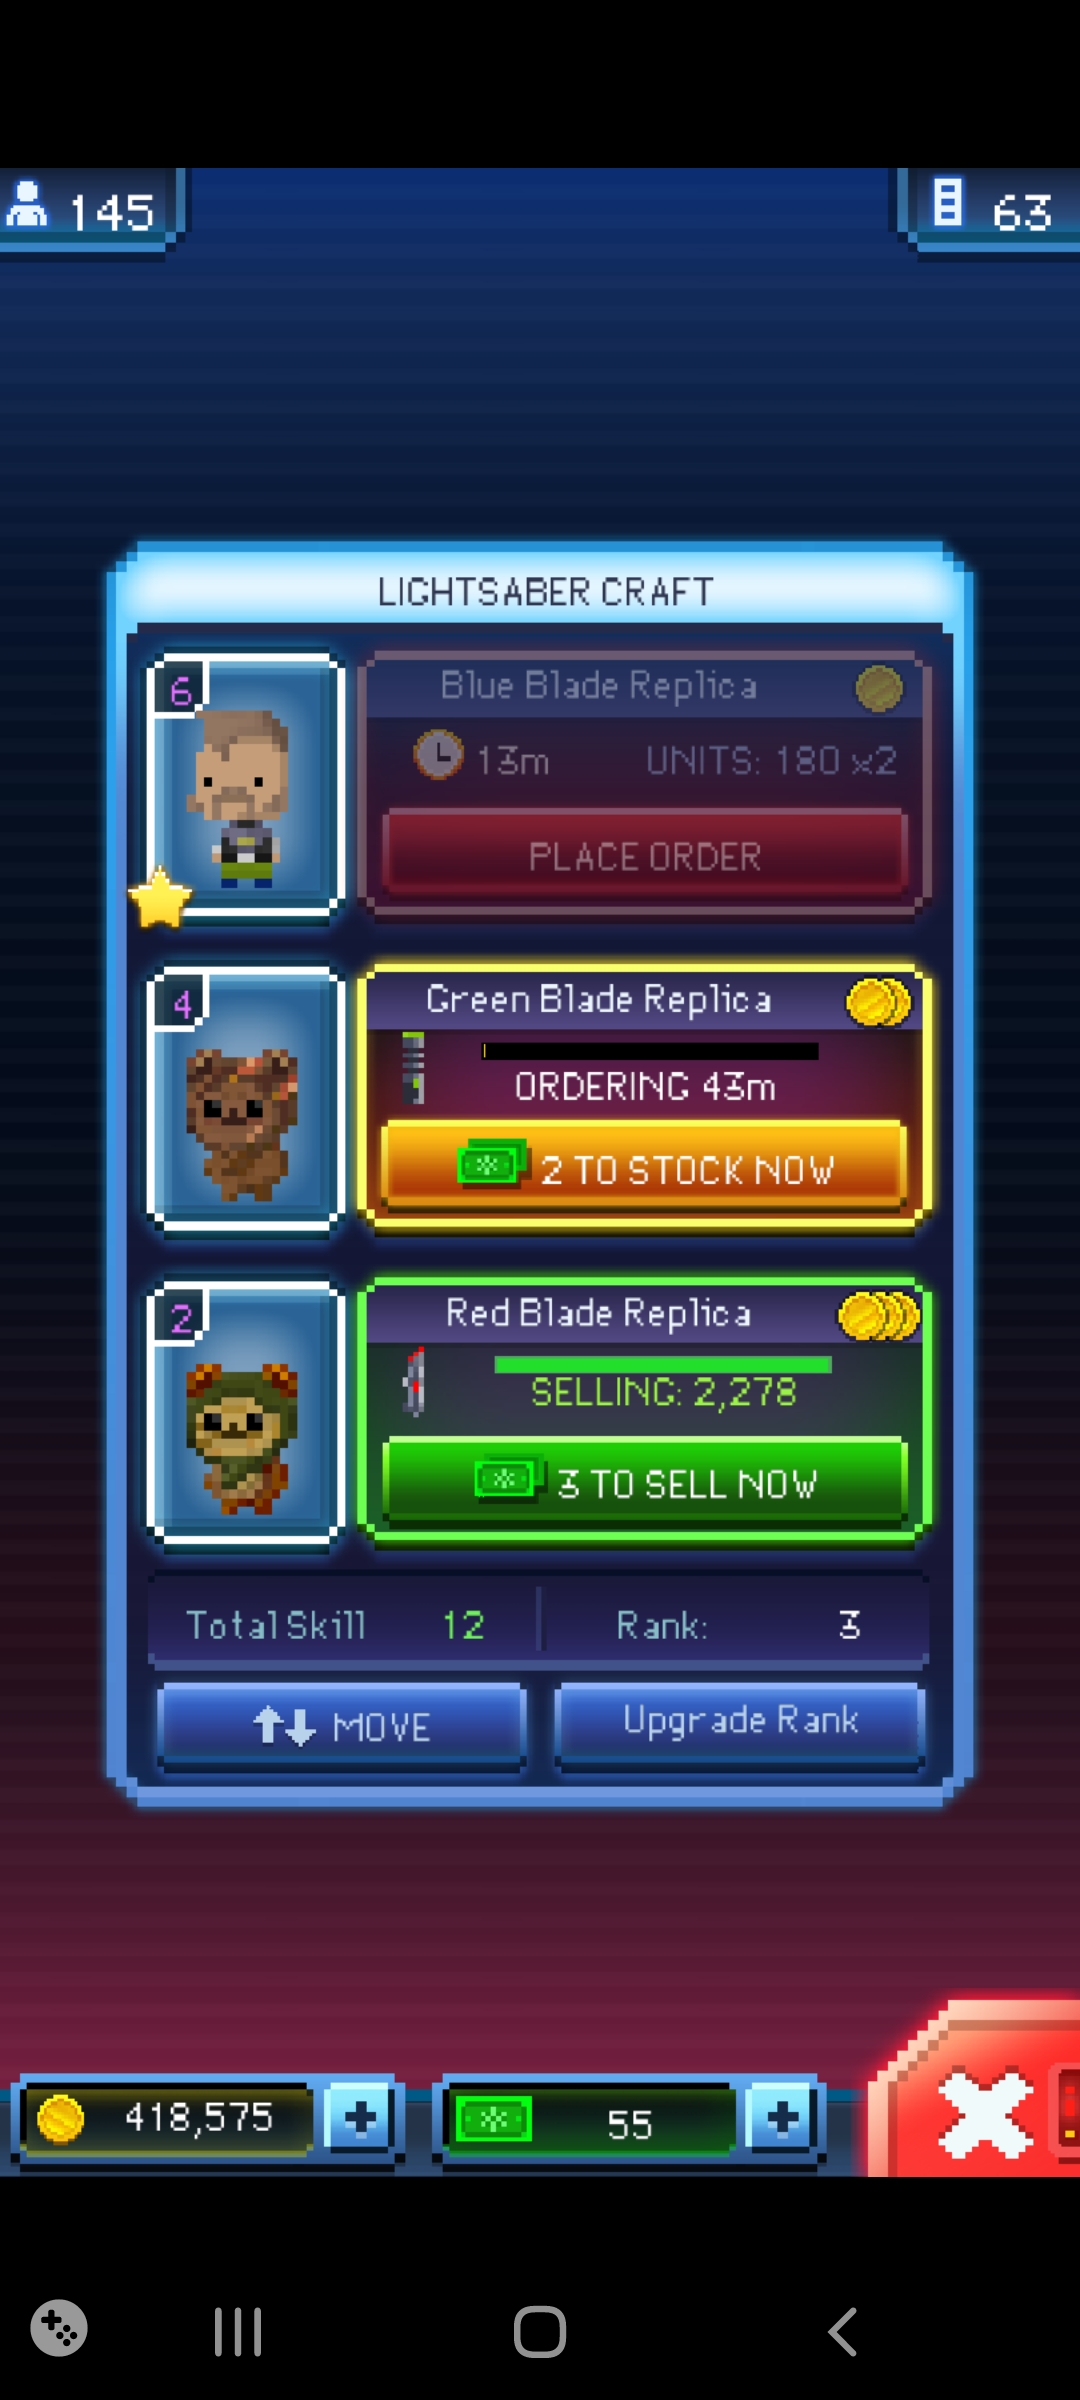 145
63
LIGHTSABER CRAFT
6
Blue Blade Replica
13m UNITS: 180 x2
PLACE ORDER
4
Green Blade Replica
ORDERING 43m
2 TO STOCK NOW
2
Red Blade Replica
SELLING: 2,278
3 TO SELL NOW
Total Skill 12 Rank: 3
MOVE Upgrade Rank
418,575 + 55 +